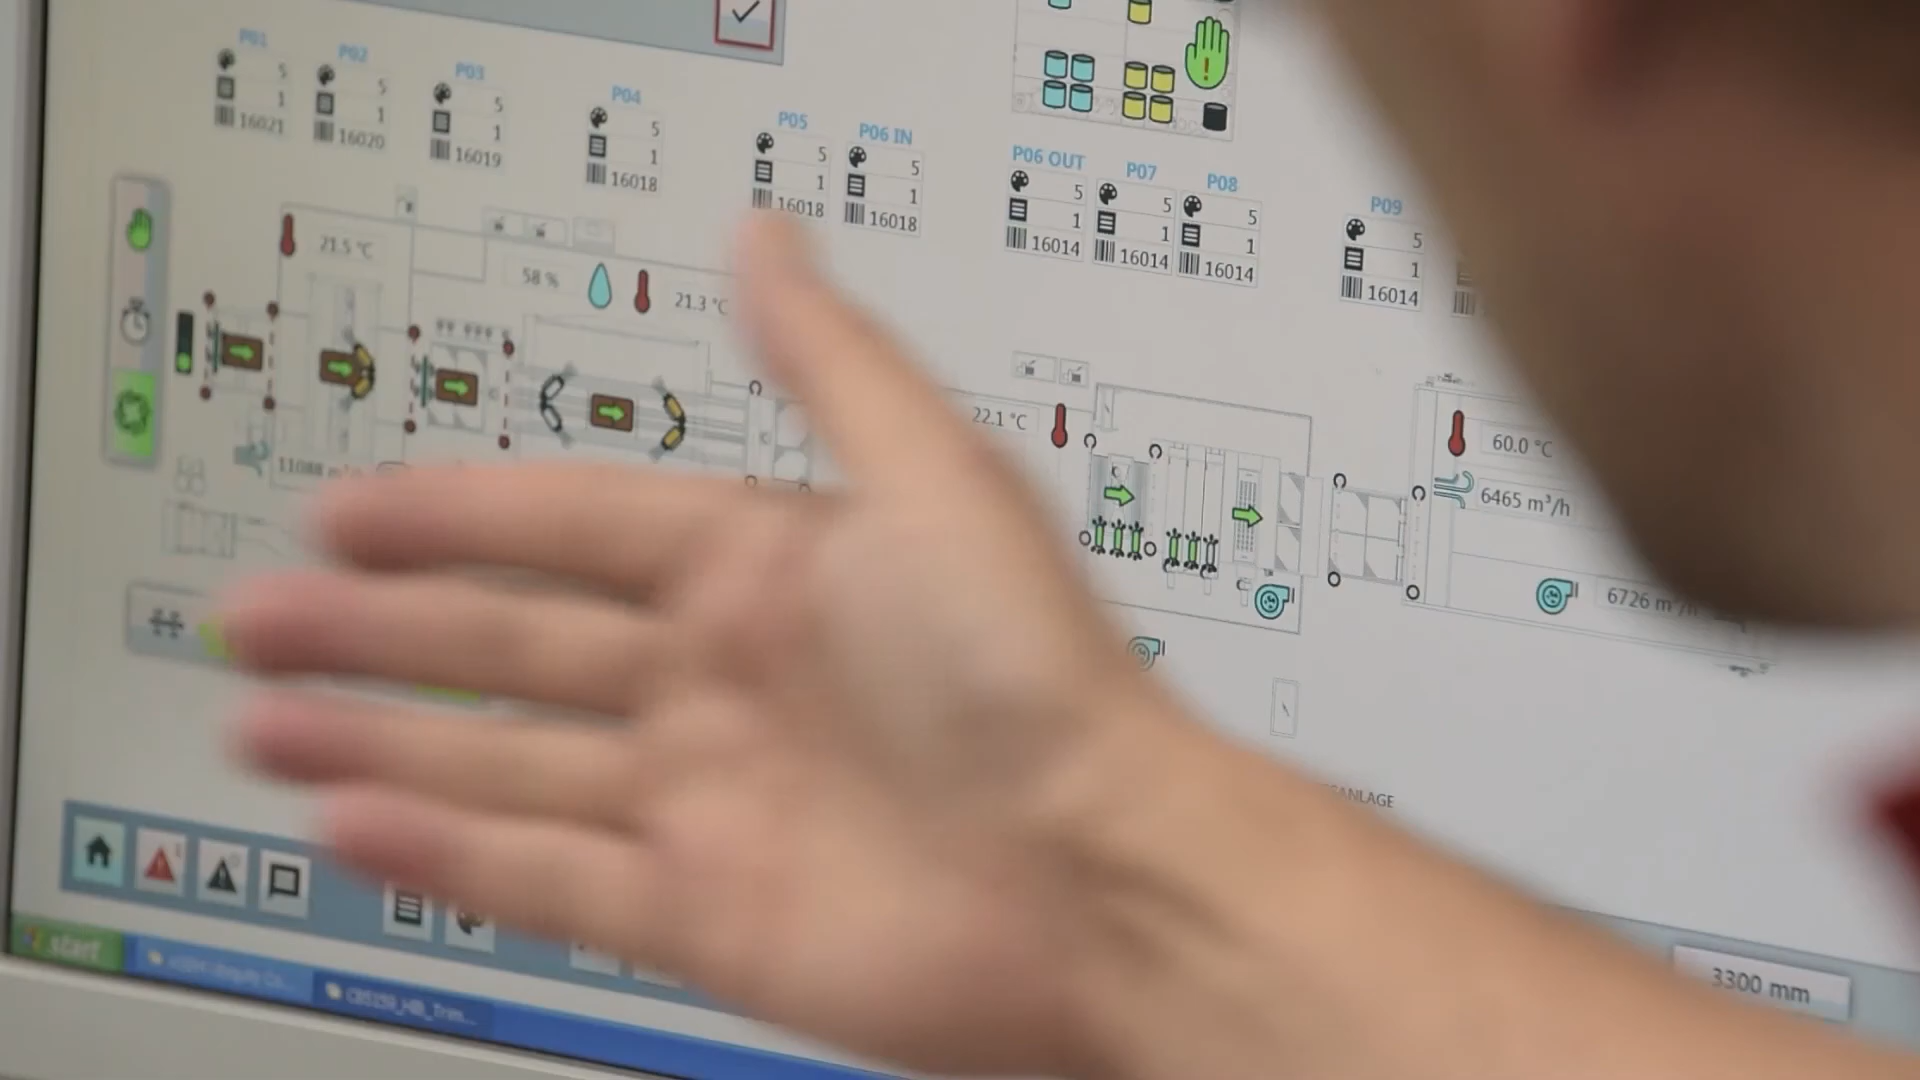 P01
5
1
16021
P02
5
1
16020
P03
5
1
16019
P04
5
1
16018
P05
5
1
16018
P06 IN
5
1
16018
P06 OUT
5
1
16014
P07
5
1
16014
P08
5
1
16014
P09
5
1
16014
21.5 °C
58 %
21.3 °C
22.1 °C
60.0 °C
6465 m³/h
11088
6726 m³/h
ANLAGE
3300 mm
start